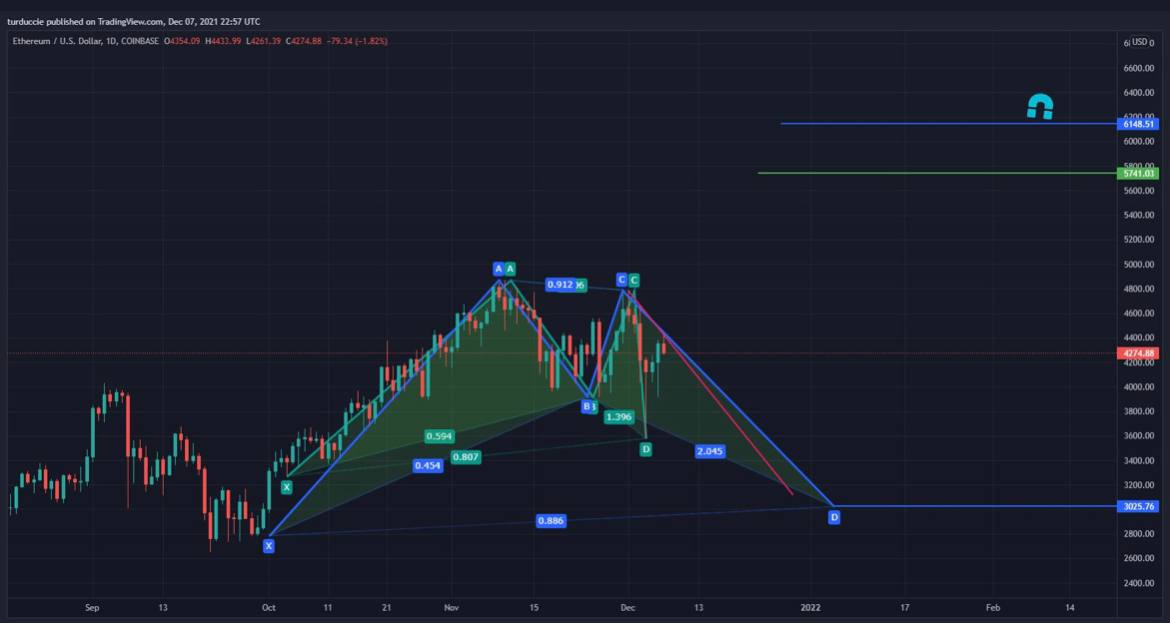 turduccie published on TradingView.com, Dec 07, 2021 22:57 UTC
Ethereum / U.S. Dollar, 1D, COINBASE O4354.09 H4433.99 L4261.39 C4274.88 −79.34 (−1.82%)
USD
6600.00
6400.00
6200.00
6148.51
6000.00
5800.00
5741.03
5600.00
5400.00
5200.00
5000.00
A A
C C
0.912
4800.00
4600.00
4400.00
4274.88
4200.00
4000.00
B
1.396
3800.00
0.594
3600.00
D
2.045
0.807
0.454
3400.00
X
3200.00
3025.76
D
0.886
2800.00
X
2600.00
2400.00
Sep 13 Oct 11 21 Nov 15 Dec 13 2022 17 Feb 14